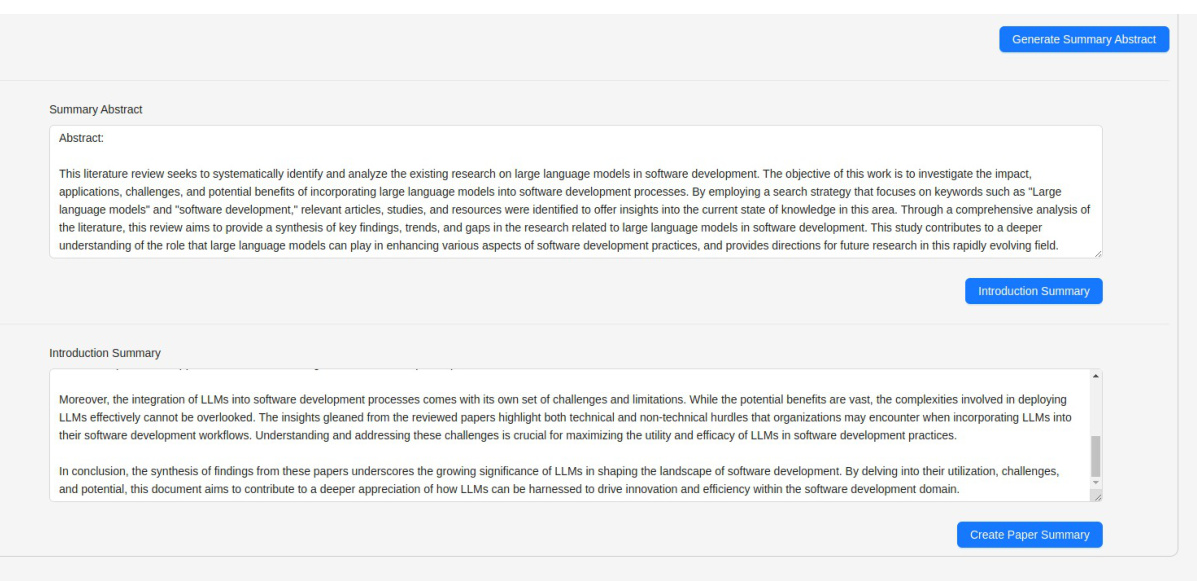 Generate Summary Abstract
Summary Abstract
Abstract:
This literature review seeks to systematically identify and analyze the existing research on large language models in software development. The objective of this work is to investigate the impact,
applications, challenges, and potential benefits of incorporating large language models into software development processes. By employing a search strategy that focuses on keywords such as "Large
language models" and "software development," relevant articles, studies, and resources were identified to offer insights into the current state of knowledge in this area. Through a comprehensive analysis of
the literature, this review aims to provide a synthesis of key findings, trends, and gaps in the research related to large language models in software development. This study contributes to a deeper
understanding of the role that large language models can play in enhancing various aspects of software development practices, and provides directions for future research in this rapidly evolving field.
Introduction Summary
Introduction Summary
Moreover, the integration of LLMs into software development processes comes with its own set of challenges and limitations. While the potential benefits are vast, the complexities involved in deploying
LLMs effectively cannot be overlooked. The insights gleaned from the reviewed papers highlight both technical and non-technical hurdles that organizations may encounter when incorporating LLMs into
their software development workflows. Understanding and addressing these challenges is crucial for maximizing the utility and efficacy of LLMs in software development practices.
In conclusion, the synthesis of findings from these papers underscores the growing significance of LLMs in shaping the landscape of software development. By delving into their utilization, challenges,
and potential, this document aims to contribute to a deeper appreciation of how LLMs can be harnessed to drive innovation and efficiency within the software development domain.
Create Paper Summary